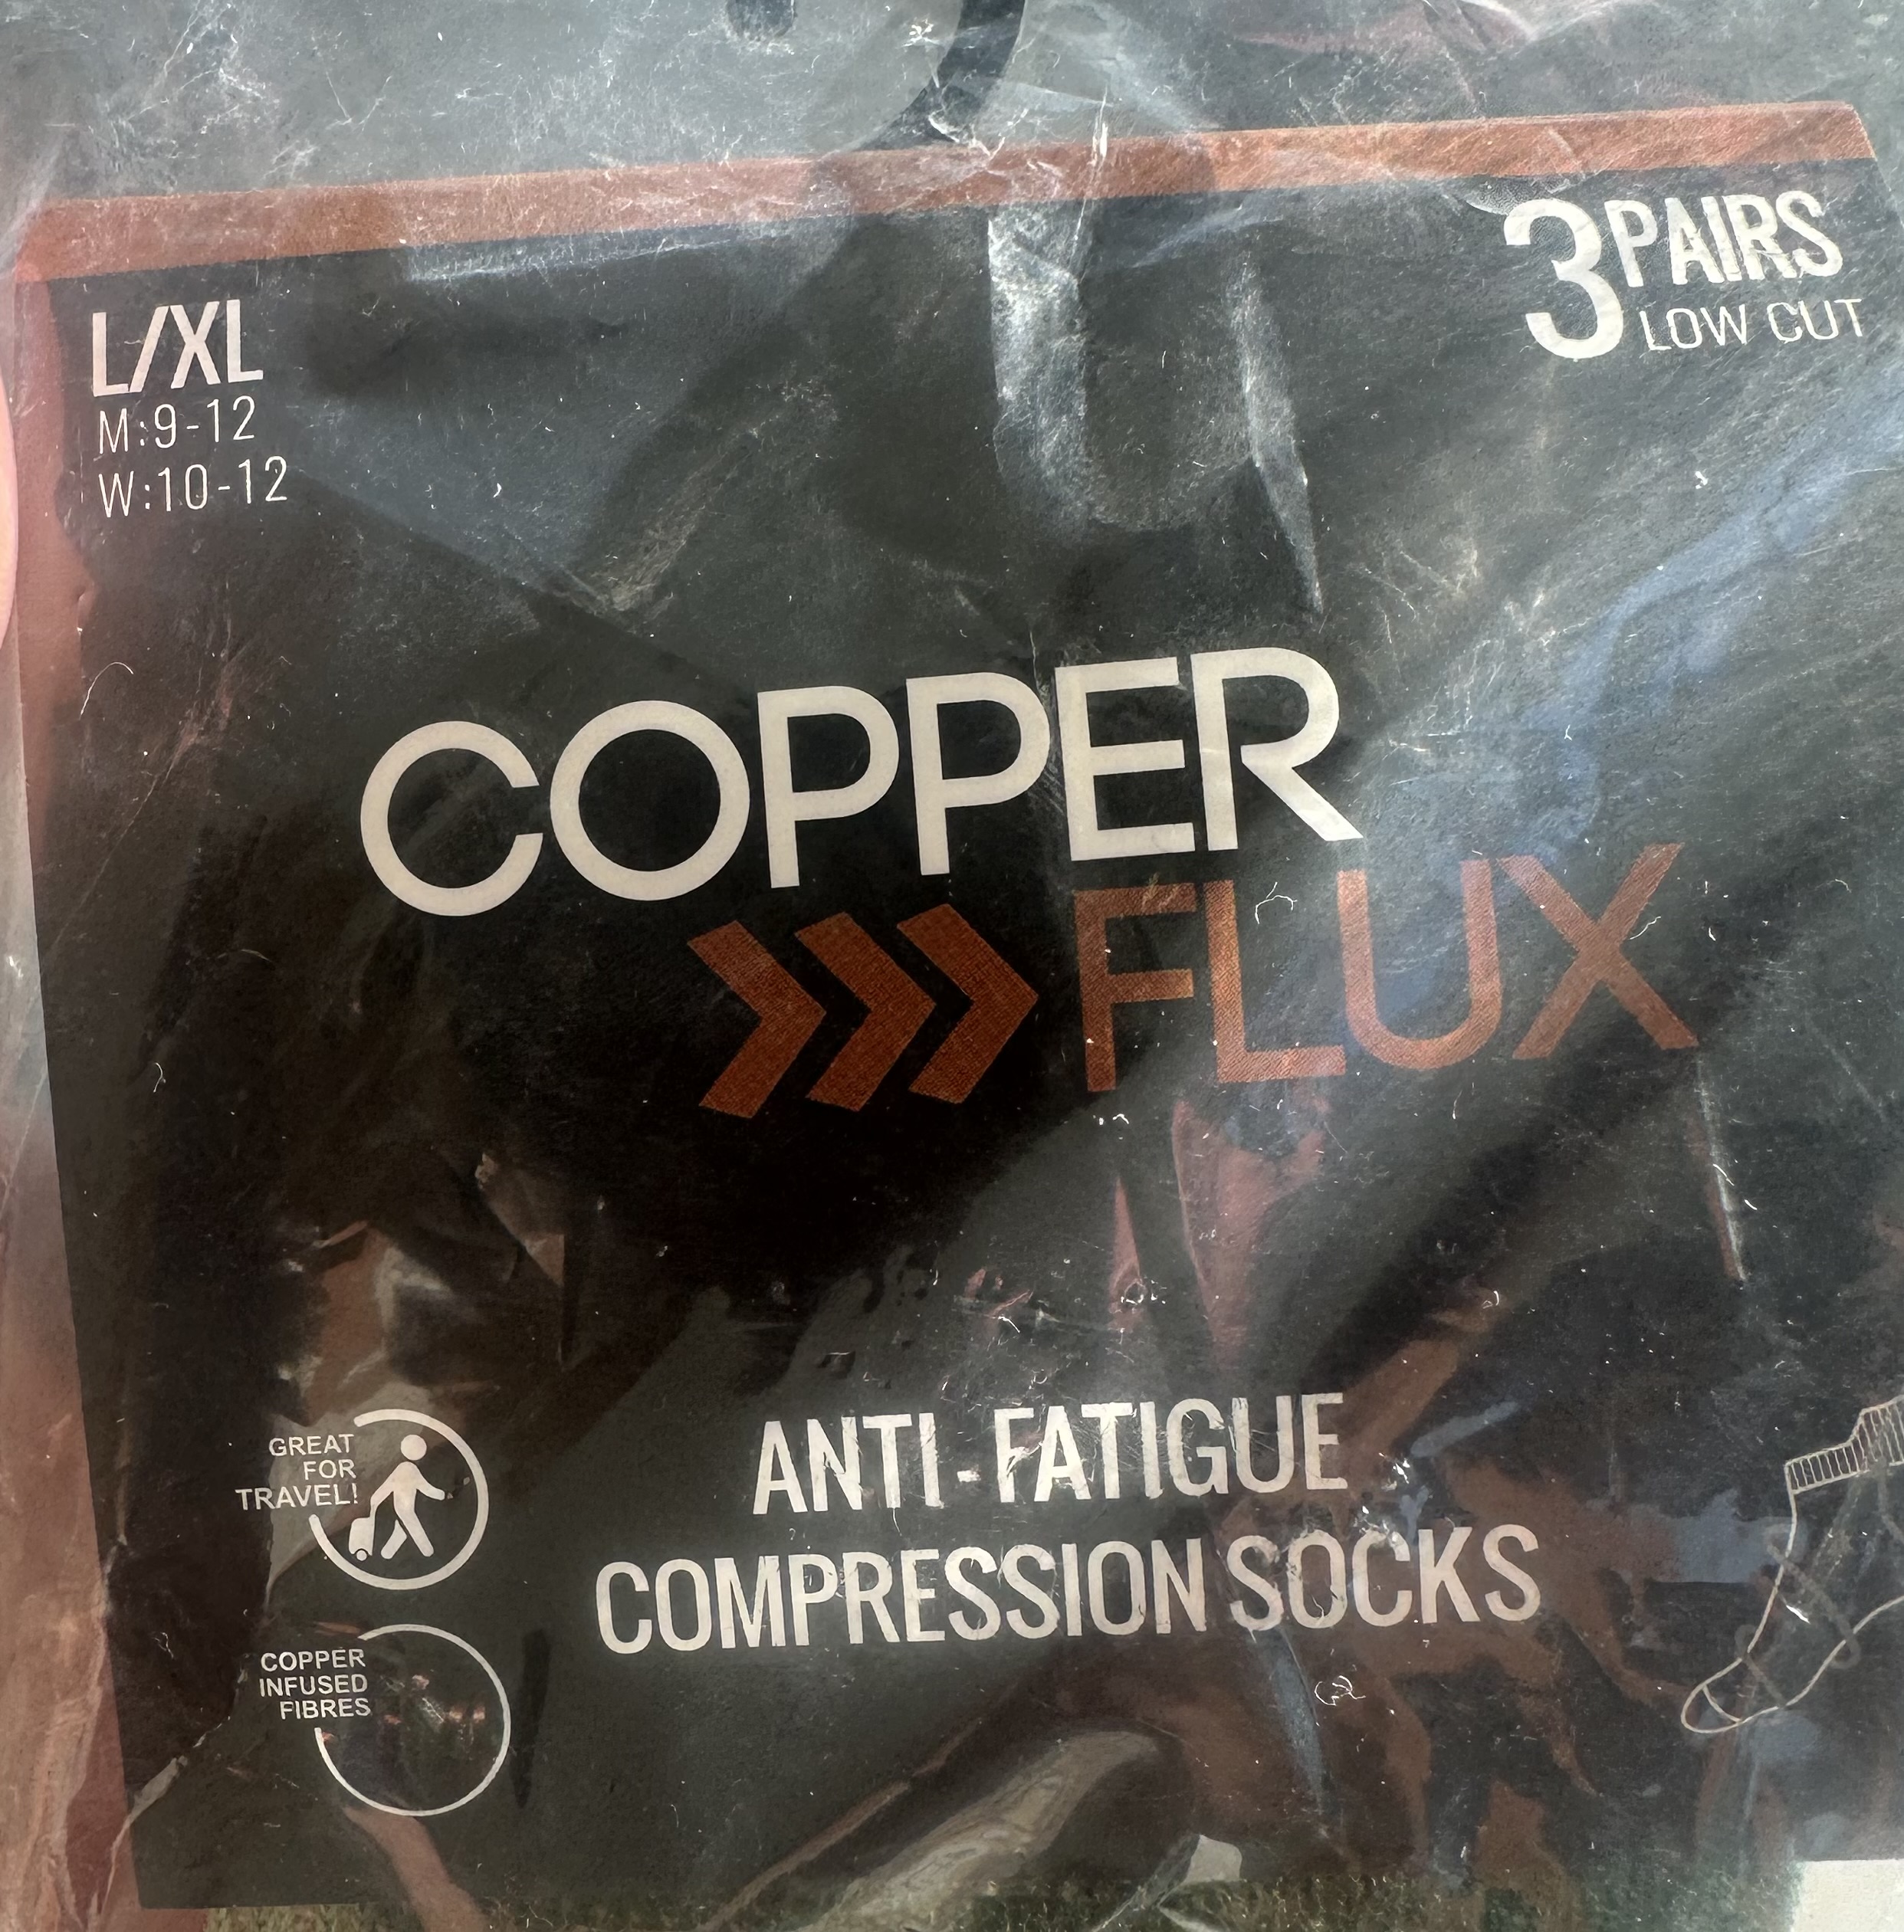 L/XL
M:9-12
W:10-12
3 PAIRS
LOW CUT
COPPER
FLUX
GREAT
FOR
TRAVEL!
ANTI-FATIGUE
COMPRESSION SOCKS
COPPER
INFUSED
FIBRES